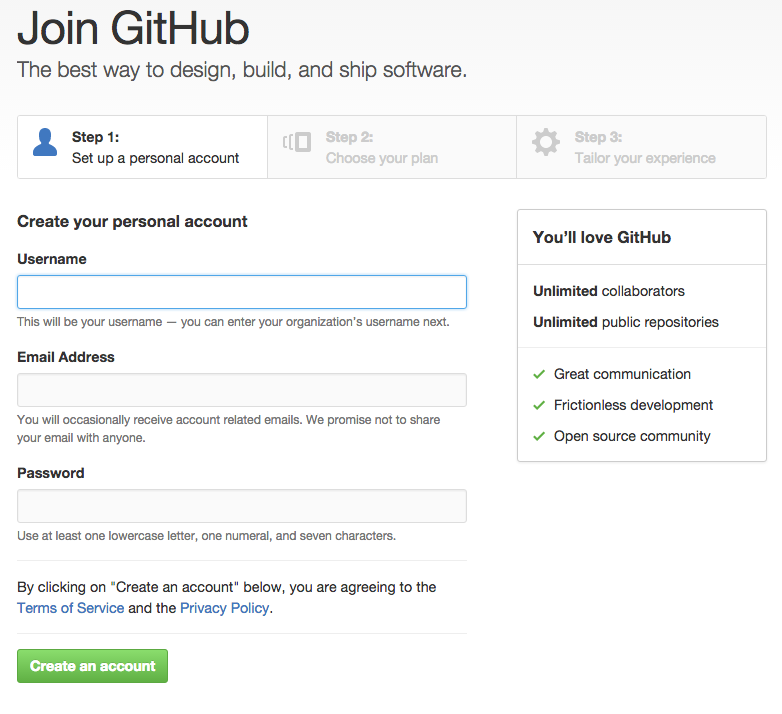 Join GitHub
The best way to design, build, and ship software.
Step 1:
Set up a personal account
Step 2:
Choose your plan
Step 3:
Tailor your experience
Create your personal account
Username
This will be your username — you can enter your organization's username next.
Email Address
You will occasionally receive account related emails. We promise not to share
your email with anyone.
Password
Use at least one lowercase letter, one numeral, and seven characters.
By clicking on "Create an account" below, you are agreeing to the
Terms of Service and the Privacy Policy.
Create an account
You'll love GitHub
Unlimited collaborators
Unlimited public repositories
Great communication
Frictionless development
Open source community